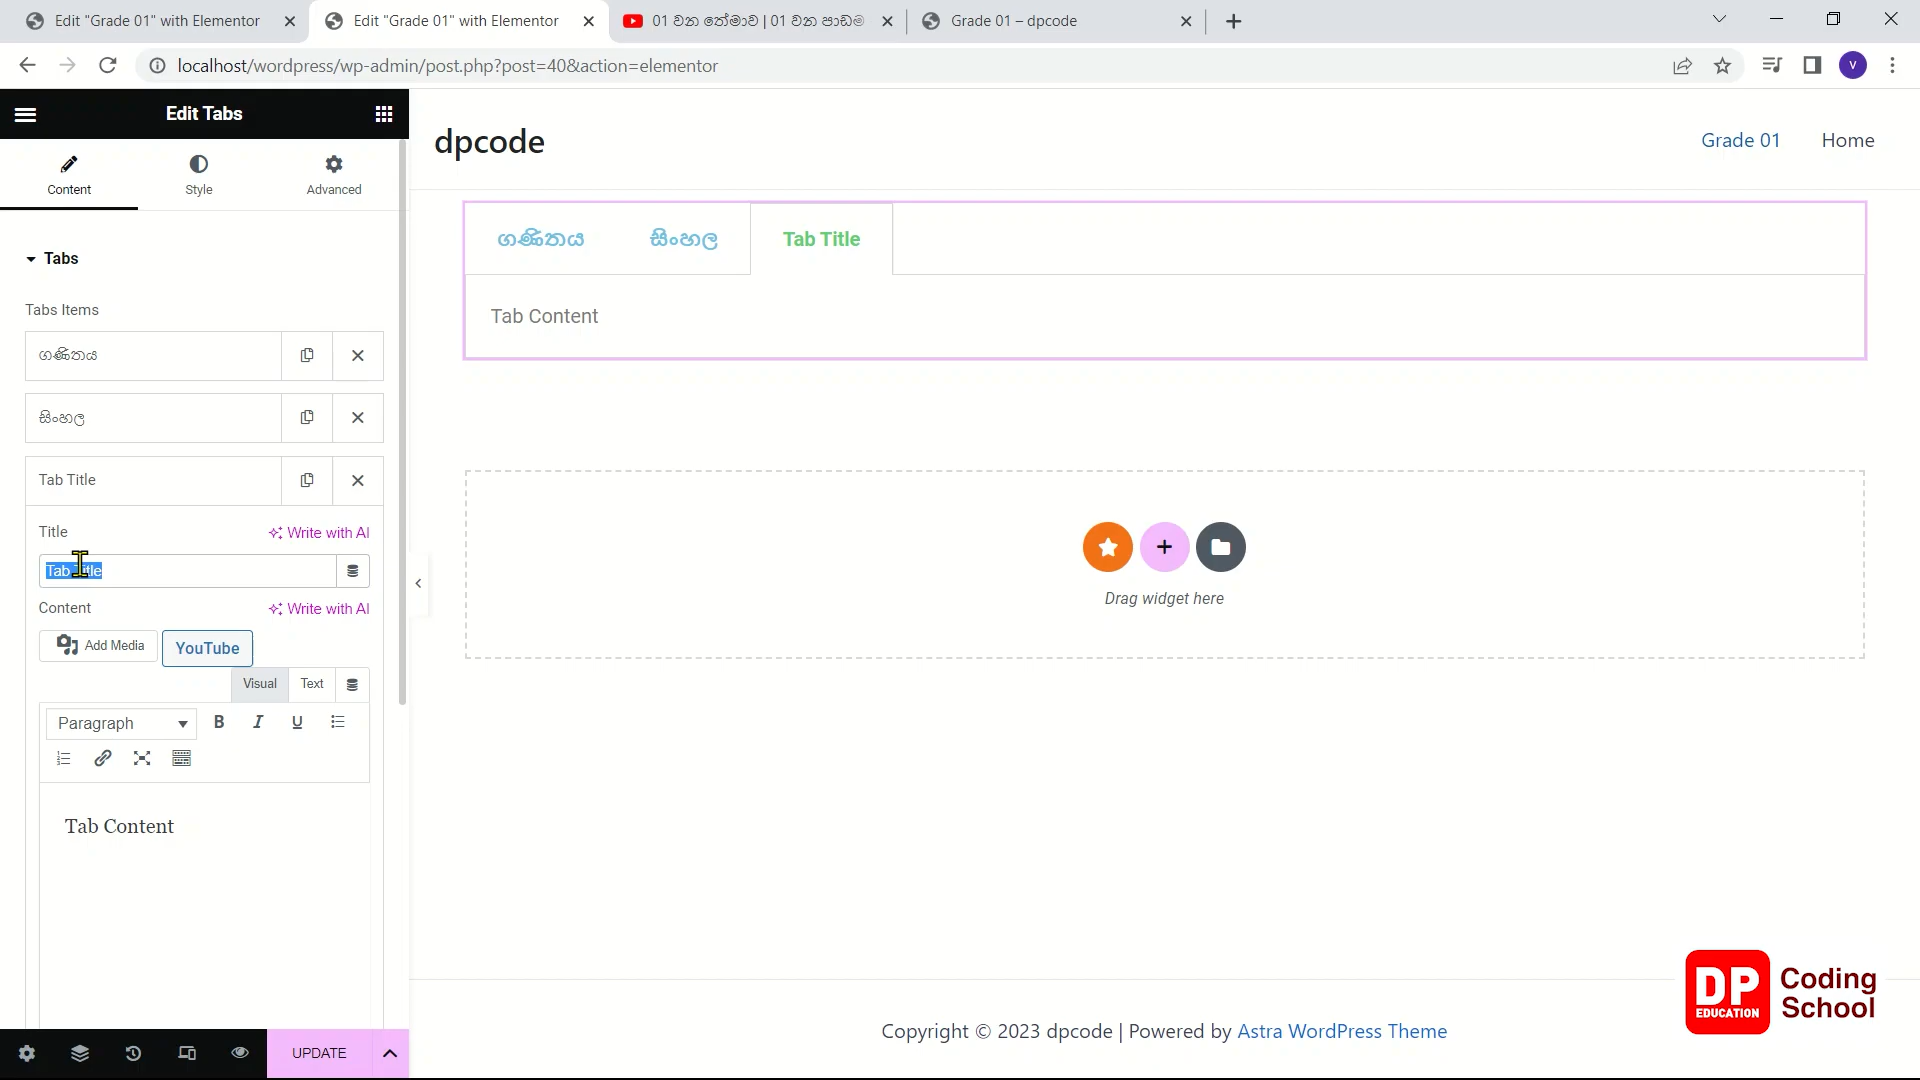 Edit "Grade 01" with Elementor
Edit "Grade 01" with Elementor
01 වන තේමාව | 01 වන පාඩම
Grade 01 – dpcode
localhost/wordpress/wp-admin/post.php?post=40&action=elementor
V
Edit Tabs
Content
Style
Advanced
Tabs
Tabs Items
ගණිතය
සිංහල
Tab Title
Title
Write with AI
Tab Title
Content
Write with AI
Add Media
YouTube
Visual
Text
Paragraph
B
I
U
Tab Content
UPDATE
dpcode
Grade 01
Home
ගණිතය
සිංහල
Tab Title
Tab Content
Drag widget here
Copyright © 2023 dpcode | Powered by Astra WordPress Theme
DP
EDUCATION
Coding
School